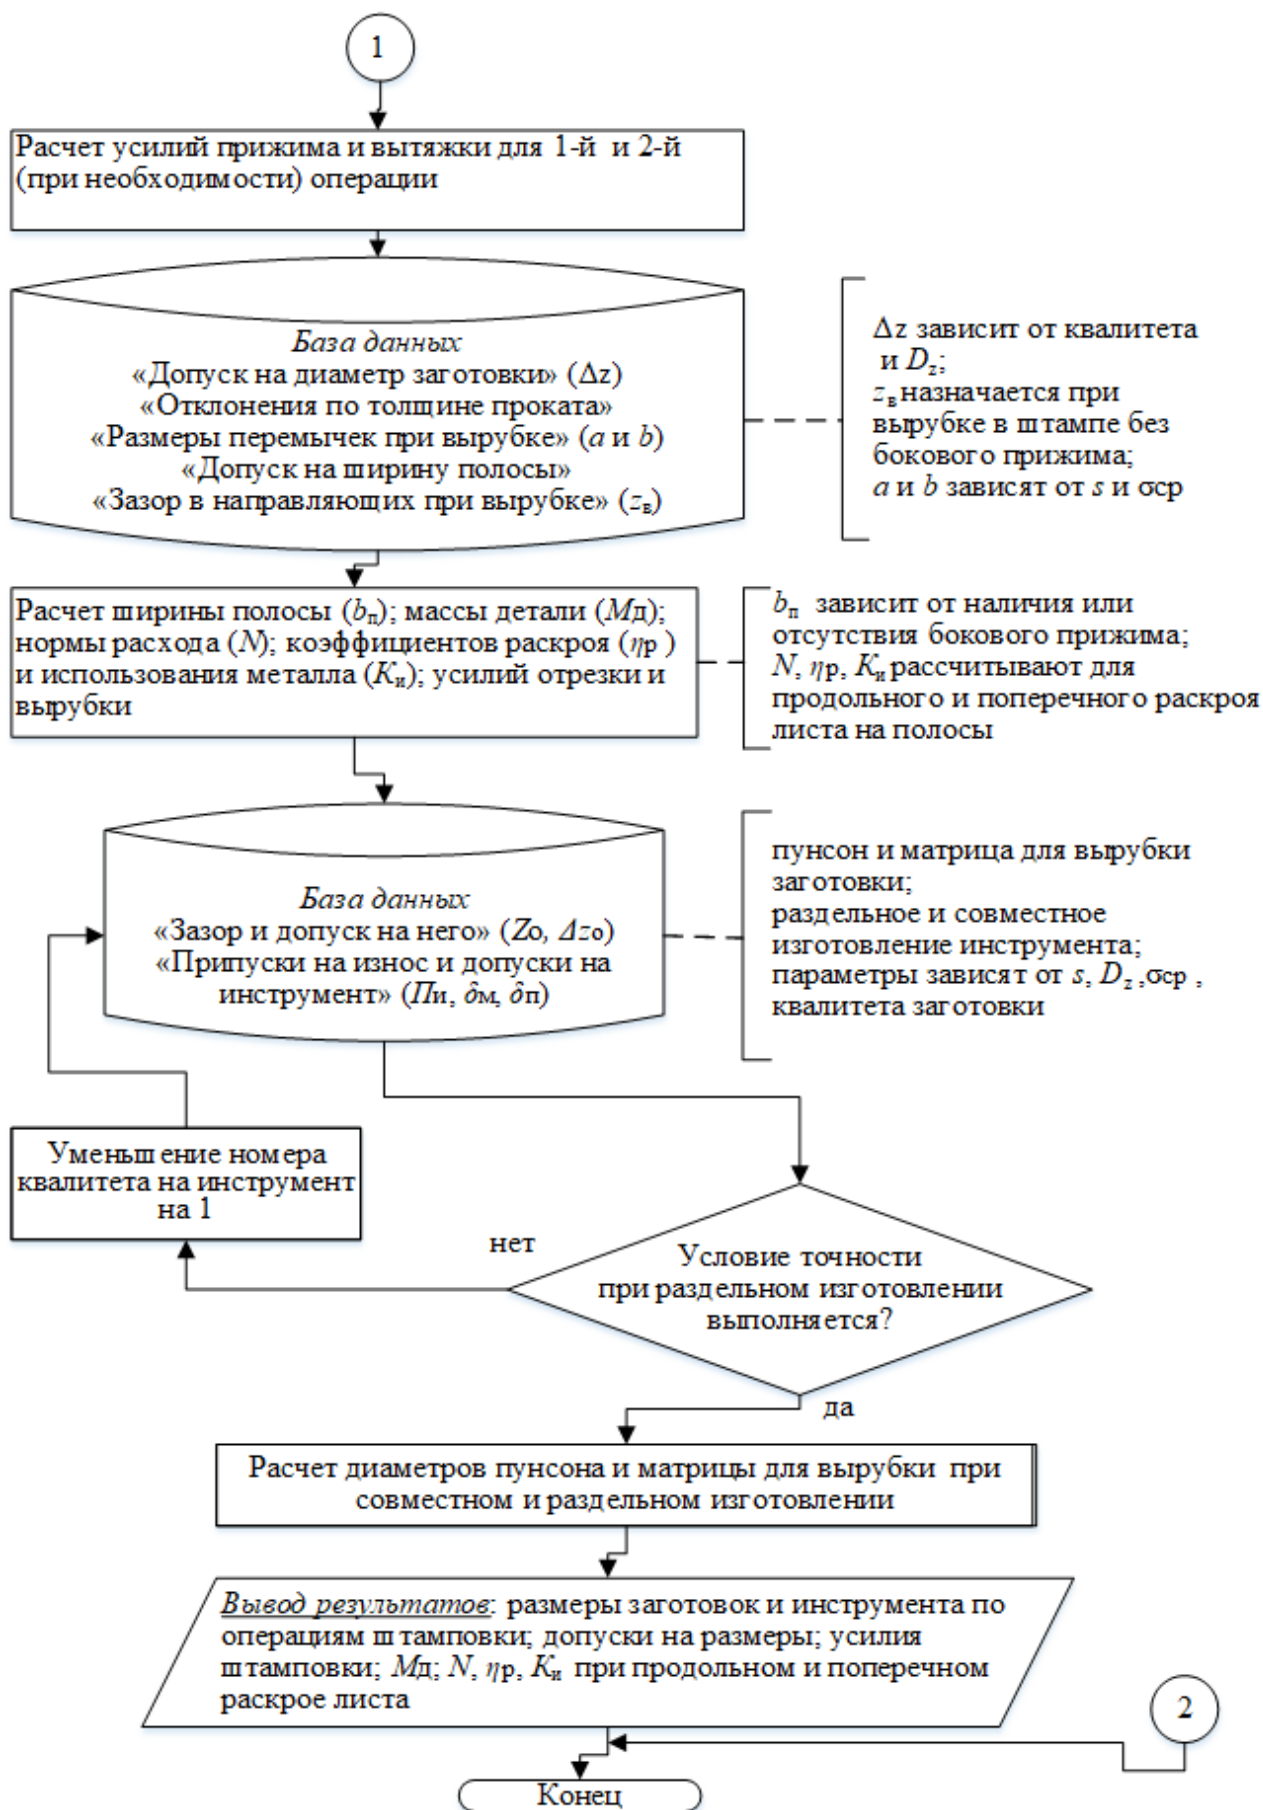 1
Расчет усилий прижима и вытяжки для 1-й и 2-й
(при необходимости) операции
База данных
«Допуск на диаметр заготовки» (Δz)
«Отклонения по толщине проката»
«Размеры перемычек при вырубке» (a и b)
«Допуск на ширину полосы»
«Зазор в направляющих при вырубке» (zв)
Δz зависит от квалитета
и Dz;
zв назначается при
вырубке в штампе без
бокового прижима;
a и b зависят от s и σср
Расчет ширины полосы (bп); массы детали (Мд);
нормы расхода (N); коэффициентов раскроя (ηр )
и использования металла (Kи); усилий отрезки и
вырубки
bп зависит от наличия или
отсутствия бокового прижима;
N, ηр, Kи рассчитывают для
продольного и поперечного раскроя
листа на полосы
База данных
«Зазор и допуск на него» (Zо, Δzо)
«Припуски на износ и допуски на
инструмент» (Пи, δм, δп)
пунсон и матрица для вырубки
заготовки;
раздельное и совместное
изготовление инструмента;
параметры зависят от s, Dz ,σср ,
квалитета заготовки
Уменьшение номера
квалитета на инструмент
на 1
нет
Условие точности
при раздельном изготовлении
выполняется?
да
Расчет диаметров пунсона и матрицы для вырубки при
совместном и раздельном изготовлении
Вывод результатов: размеры заготовок и инструмента по
операциям штамповки; допуски на размеры; усилия
штамповки; Мд; N, ηр, Kи при продольном и поперечном
раскрое листа
2
Конец